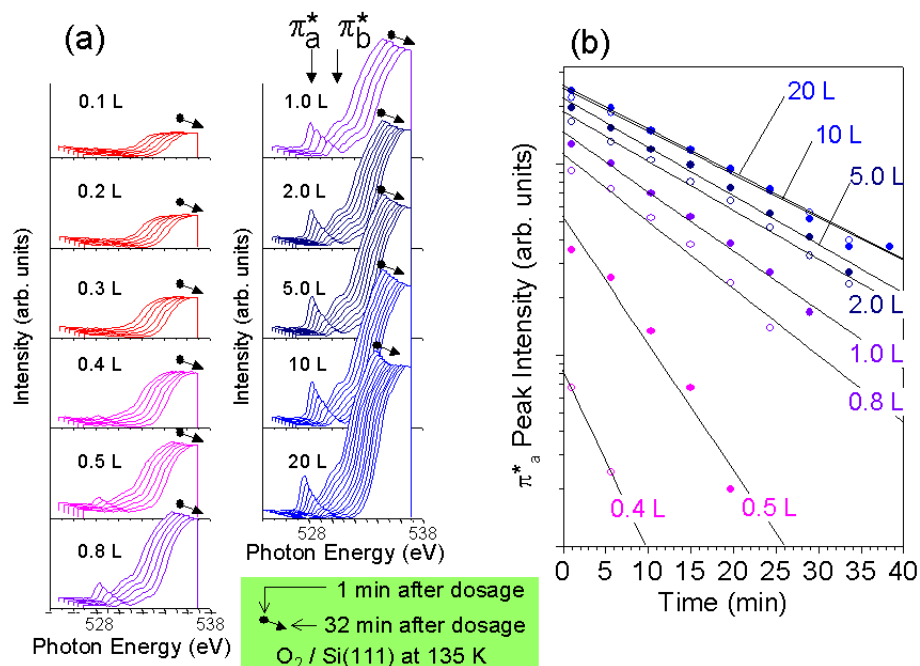 (a)
π*a
π*b
Intensity (arb. units)
0.1 L
0.2 L
0.3 L
0.4 L
0.5 L
0.8 L
528
538
Photon Energy (eV)
Intensity (arb. units)
1.0 L
2.0 L
5.0 L
10 L
20 L
528
538
Photon Energy (eV)
1 min after dosage
32 min after dosage
O2 / Si(111) at 135 K
(b)
π*a Peak Intensity (arb. units)
20 L
10 L
5.0 L
2.0 L
1.0 L
0.8 L
0.5 L
0.4 L
0 5 10 15 20 25 30 35 40
Time (min)